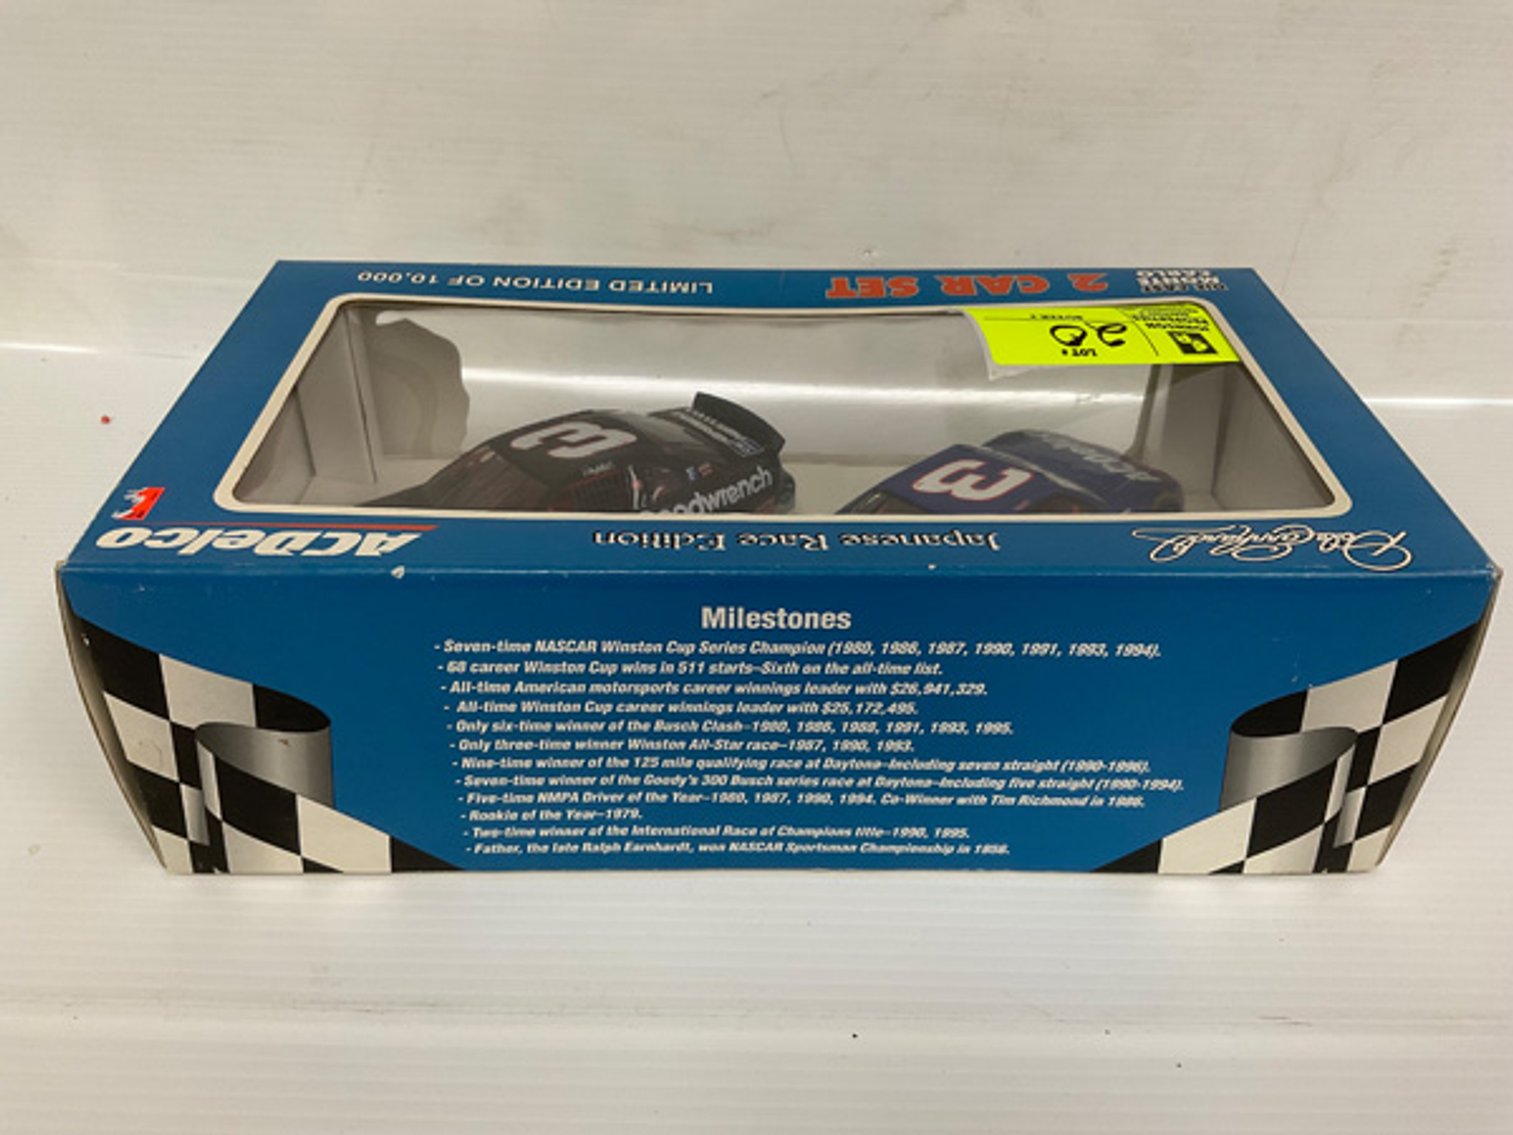 LIMITED EDITION OF 10,000
2 CAR SET
MONTE
CARLO
LOT #
20
3
Goodwrench
3
ACDelco
Japanese Race Edition
Dale Earnhardt
Milestones
- Seven-time NASCAR Winston Cup Series Champion (1980, 1986, 1987, 1990, 1991, 1993, 1994).
- 68 career Winston Cup wins in 511 starts–Sixth on the all-time list.
- All-time American motorsports career winnings leader with $26,941,329.
- All-time Winston Cup career winnings leader with $25,172,495.
- Only six-time winner of the Busch Clash–1980, 1986, 1988, 1991, 1993, 1995.
- Only three-time winner Winston All-Star race–1987, 1990, 1993.
- Nine-time winner of the 125 mile qualifying race at Daytona–Including seven straight (1990-1996).
- Seven-time winner of the Goody's 300 Busch series race at Daytona–Including five straight (1990-1994).
- Five-time NMPA Driver of the Year–1980, 1987, 1990, 1994. Co-Winner with Tim Richmond in 1986.
- Rookie of the Year–1979.
- Two-time winner of the International Race of Champions title–1990, 1995.
- Father, the late Ralph Earnhardt, won NASCAR Sportsman Championship in 1956.